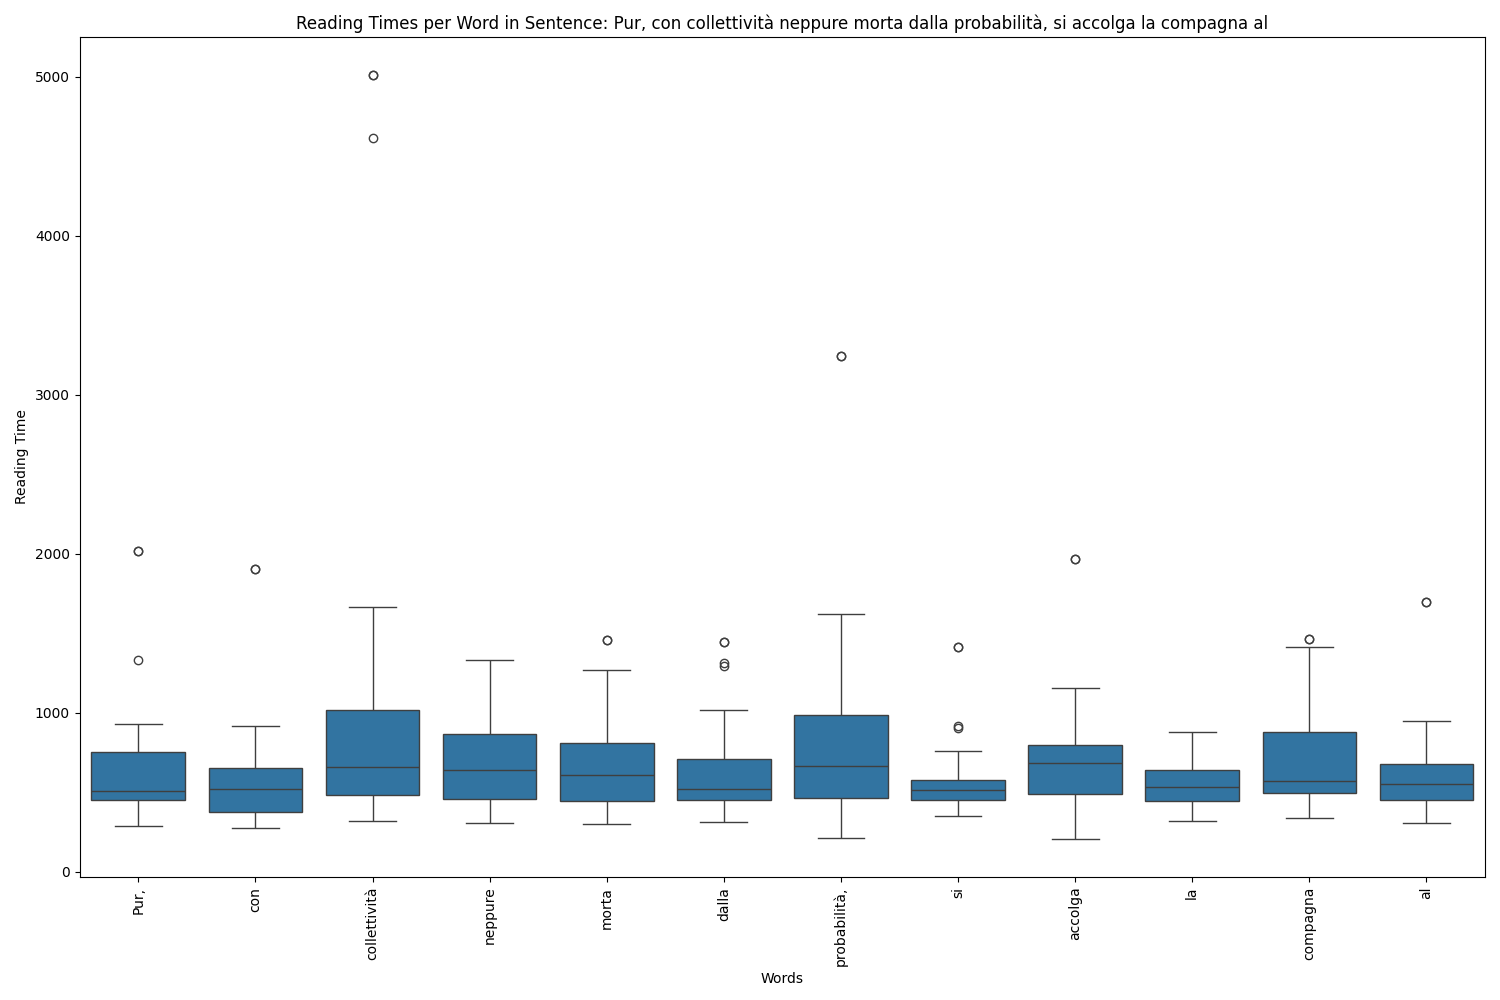 Reading Times per Word in Sentence: Pur, con collettività neppure morta dalla probabilità, si accolga la compagna al
5000
4000
3000
2000
1000
0
Reading Time
Pur,
con
collettività
neppure
morta
dalla
probabilità,
si
accolga
la
compagna
al
Words